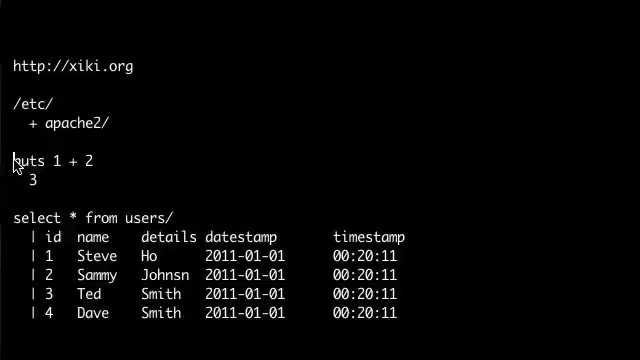 http://xiki.org
/etc/
+ apache2/
puts 1 + 2
3
select * from users/
| id name details datestamp timestamp
| 1 Steve Ho 2011-01-01 00:20:11
| 2 Sammy Johnsn 2011-01-01 00:20:11
| 3 Ted Smith 2011-01-01 00:20:11
| 4 Dave Smith 2011-01-01 00:20:11